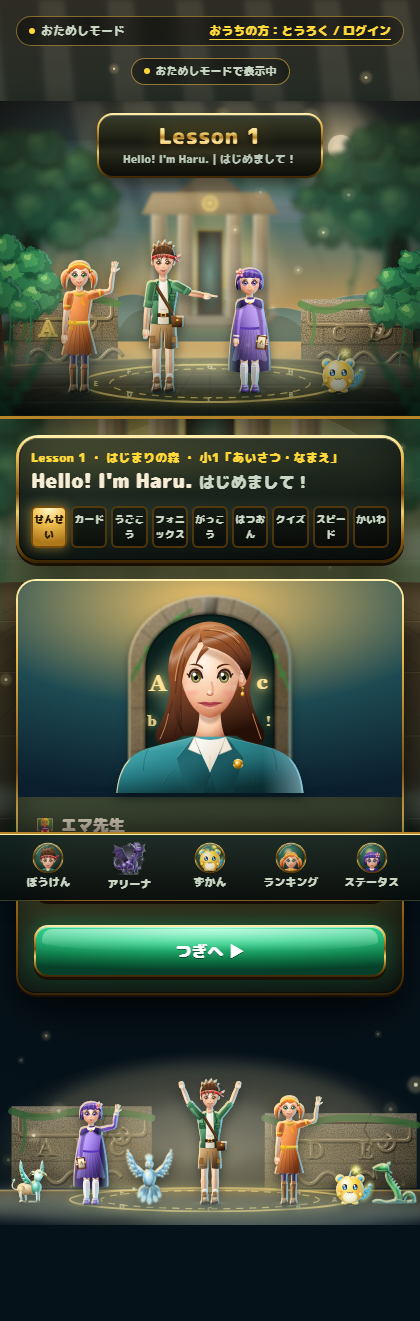 おためしモード
おうちの方：とうろく / ログイン
おためしモードで表示中
Lesson 1
Hello! I'm Haru. | はじめまして！
A
Lesson 1 ・ はじまりの森 ・ 小1「あいさつ・なまえ」
Hello! I'm Haru. はじめまして！
せんせい
カード
うごこう
フォニックス
がっこう
はつおん
クイズ
スピード
かいわ
A
c
b
!
エマ先生
ぼうけん
アリーナ
ずかん
ランキング
ステータス
つぎへ ▶
A
D
E